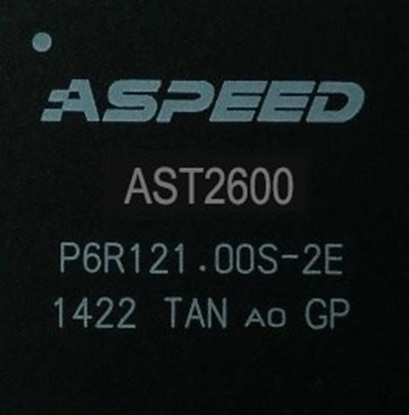 ASPEED
AST2600
P6R121.00S-2E
1422 TAN A0 GP